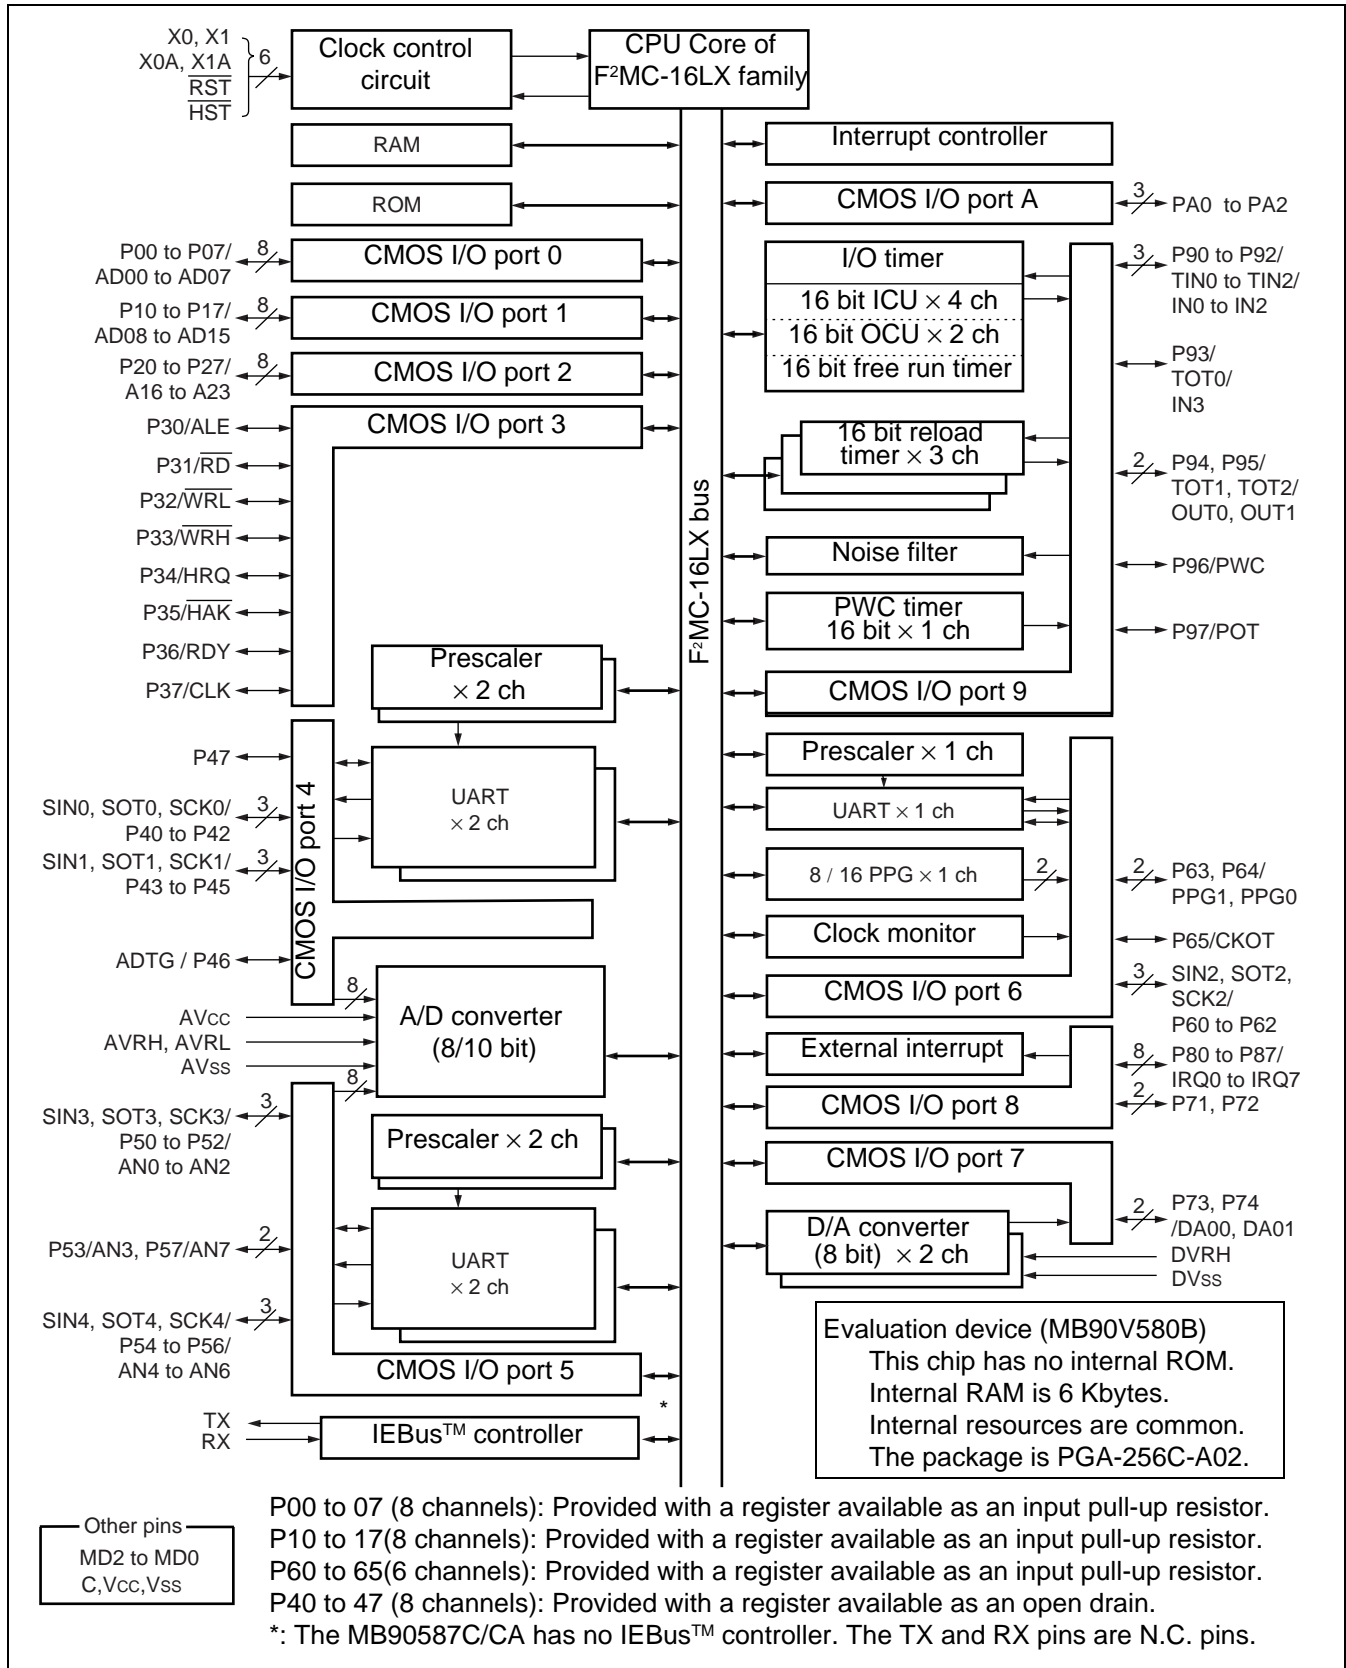 X0, X1
X0A, X1A
RST
HST
6
Clock control
circuit
CPU Core of
F²MC-16LX family
RAM
ROM
P00 to P07/
AD00 to AD07
8
CMOS I/O port 0
P10 to P17/
AD08 to AD15
8
CMOS I/O port 1
P20 to P27/
A16 to A23
8
CMOS I/O port 2
CMOS I/O port 3
P30/ALE
P31/RD
P32/WRL
P33/WRH
P34/HRQ
P35/HAK
P36/RDY
P37/CLK
Prescaler
× 2 ch
P47
SIN0, SOT0, SCK0/
P40 to P42
3
SIN1, SOT1, SCK1/
P43 to P45
3
ADTG / P46
CMOS I/O port 4
UART
× 2 ch
8
AVCC
AVRH, AVRL
AVSS
A/D converter
(8/10 bit)
8
SIN3, SOT3, SCK3/
P50 to P52/
AN0 to AN2
3
Prescaler × 2 ch
P53/AN3, P57/AN7
2
UART
× 2 ch
SIN4, SOT4, SCK4/
P54 to P56/
AN4 to AN6
3
CMOS I/O port 5
*
TX
RX
IEBus™ controller
F²MC-16LX bus
Interrupt controller
CMOS I/O port A
3
PA0 to PA2
I/O timer
16 bit ICU × 4 ch
16 bit OCU × 2 ch
16 bit free run timer
3
P90 to P92/
TIN0 to TIN2/
IN0 to IN2
P93/
TOT0/
IN3
16 bit reload
timer × 3 ch
2
P94, P95/
TOT1, TOT2/
OUT0, OUT1
Noise filter
P96/PWC
PWC timer
16 bit × 1 ch
P97/POT
CMOS I/O port 9
Prescaler × 1 ch
UART × 1 ch
8 / 16 PPG × 1 ch
2
2
P63, P64/
PPG1, PPG0
Clock monitor
P65/CKOT
CMOS I/O port 6
3
SIN2, SOT2,
SCK2/
P60 to P62
External interrupt
8
P80 to P87/
IRQ0 to IRQ7
CMOS I/O port 8
2
P71, P72
CMOS I/O port 7
D/A converter
(8 bit) × 2 ch
2
P73, P74
/DA00, DA01
DVRH
DVSS
Evaluation device (MB90V580B)
This chip has no internal ROM.
Internal RAM is 6 Kbytes.
Internal resources are common.
The package is PGA-256C-A02.
Other pins
MD2 to MD0
C,VCC,VSS
P00 to 07 (8 channels): Provided with a register available as an input pull-up resistor.
P10 to 17(8 channels): Provided with a register available as an input pull-up resistor.
P60 to 65(6 channels): Provided with a register available as an input pull-up resistor.
P40 to 47 (8 channels): Provided with a register available as an open drain.
*: The MB90587C/CA has no IEBus™ controller. The TX and RX pins are N.C. pins.